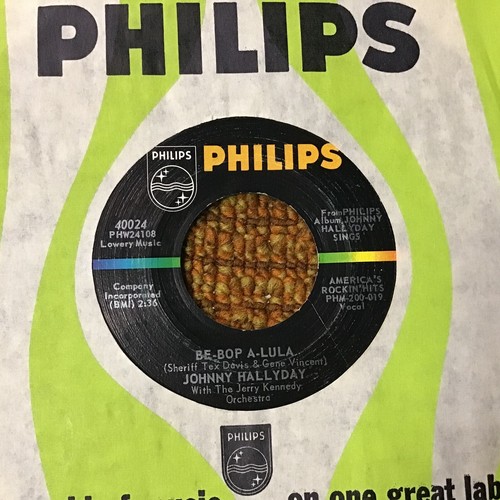 PHILIPS
PHILIPS
PHILIPS
40024
PHW24108
Lowery Music
Company
Incorporated
(BMI) 2:36
From PHILIPS
Album, JOHNNY
HALLYDAY
SINGS
AMERICA'S
ROCKIN' HITS
PHM-200-019
Vocal
BE-BOP A-LULA
(Sheriff Tex Davis & Gene Vincent)
JOHNNY HALLYDAY
With The Jerry Kennedy
Orchestra
PHILIPS
on one great lab